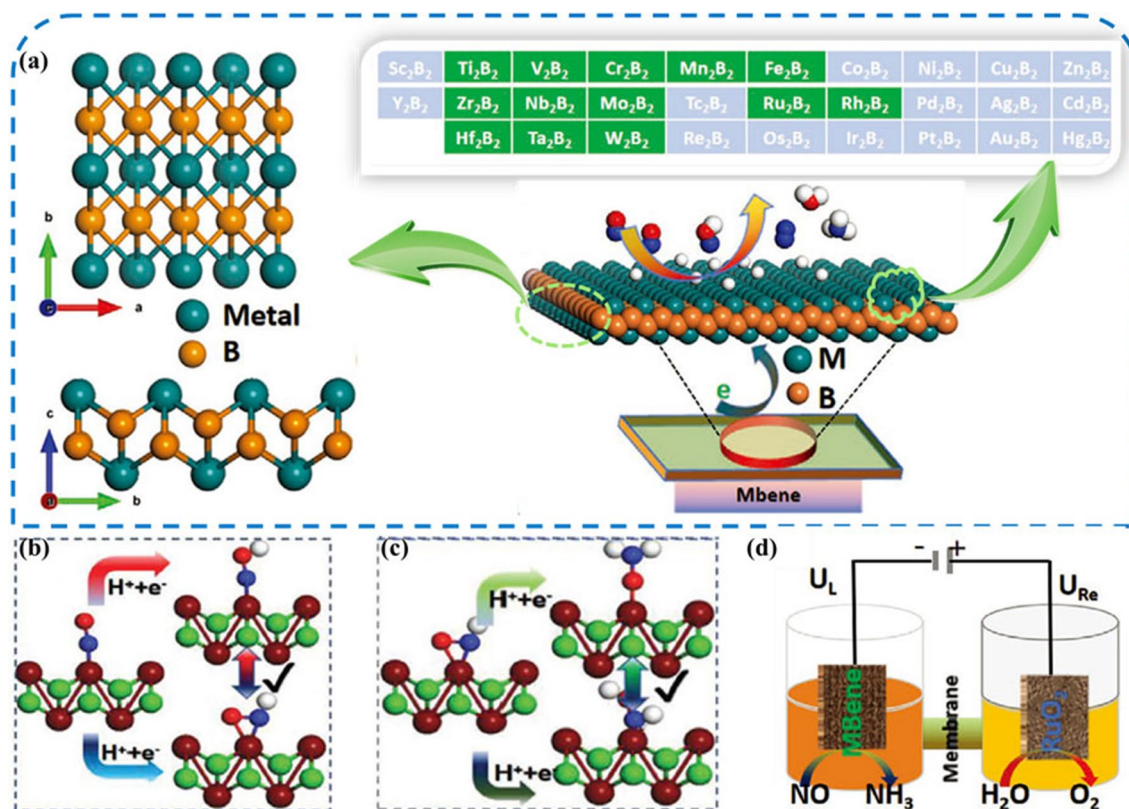 (a)
Sc₂B₂ Ti₂B₂ V₂B₂ Cr₂B₂ Mn₂B₂ Fe₂B₂ Co₂B₂ Ni₂B₂ Cu₂B₂ Zn₂B₂
Y₂B₂ Zr₂B₂ Nb₂B₂ Mo₂B₂ Tc₂B₂ Ru₂B₂ Rh₂B₂ Pd₂B₂ Ag₂B₂ Cd₂B₂
Hf₂B₂ Ta₂B₂ W₂B₂ Re₂B₂ Os₂B₂ Ir₂B₂ Pt₂B₂ Au₂B₂ Hg₂B₂
b
a
Metal
B
c
b
e
M
B
Mbene
(b)
H⁺+e⁻
H⁺+e⁻
(c)
H⁺+e⁻
H⁺+e⁻
(d)
- +
U_L
U_Re
MBene
Membrane
RuO₂
NO NH₃
H₂O O₂